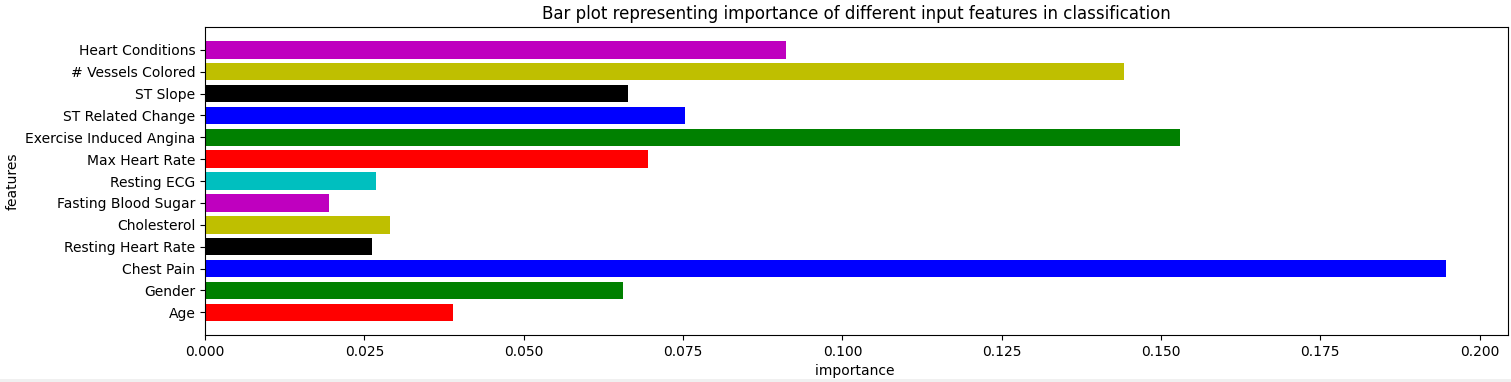 Bar plot representing importance of different input features in classification
Heart Conditions
# Vessels Colored
ST Slope
ST Related Change
Exercise Induced Angina
Max Heart Rate
Resting ECG
Fasting Blood Sugar
Cholesterol
Resting Heart Rate
Chest Pain
Gender
Age
features
0.000 0.025 0.050 0.075 0.100 0.125 0.150 0.175 0.200
importance